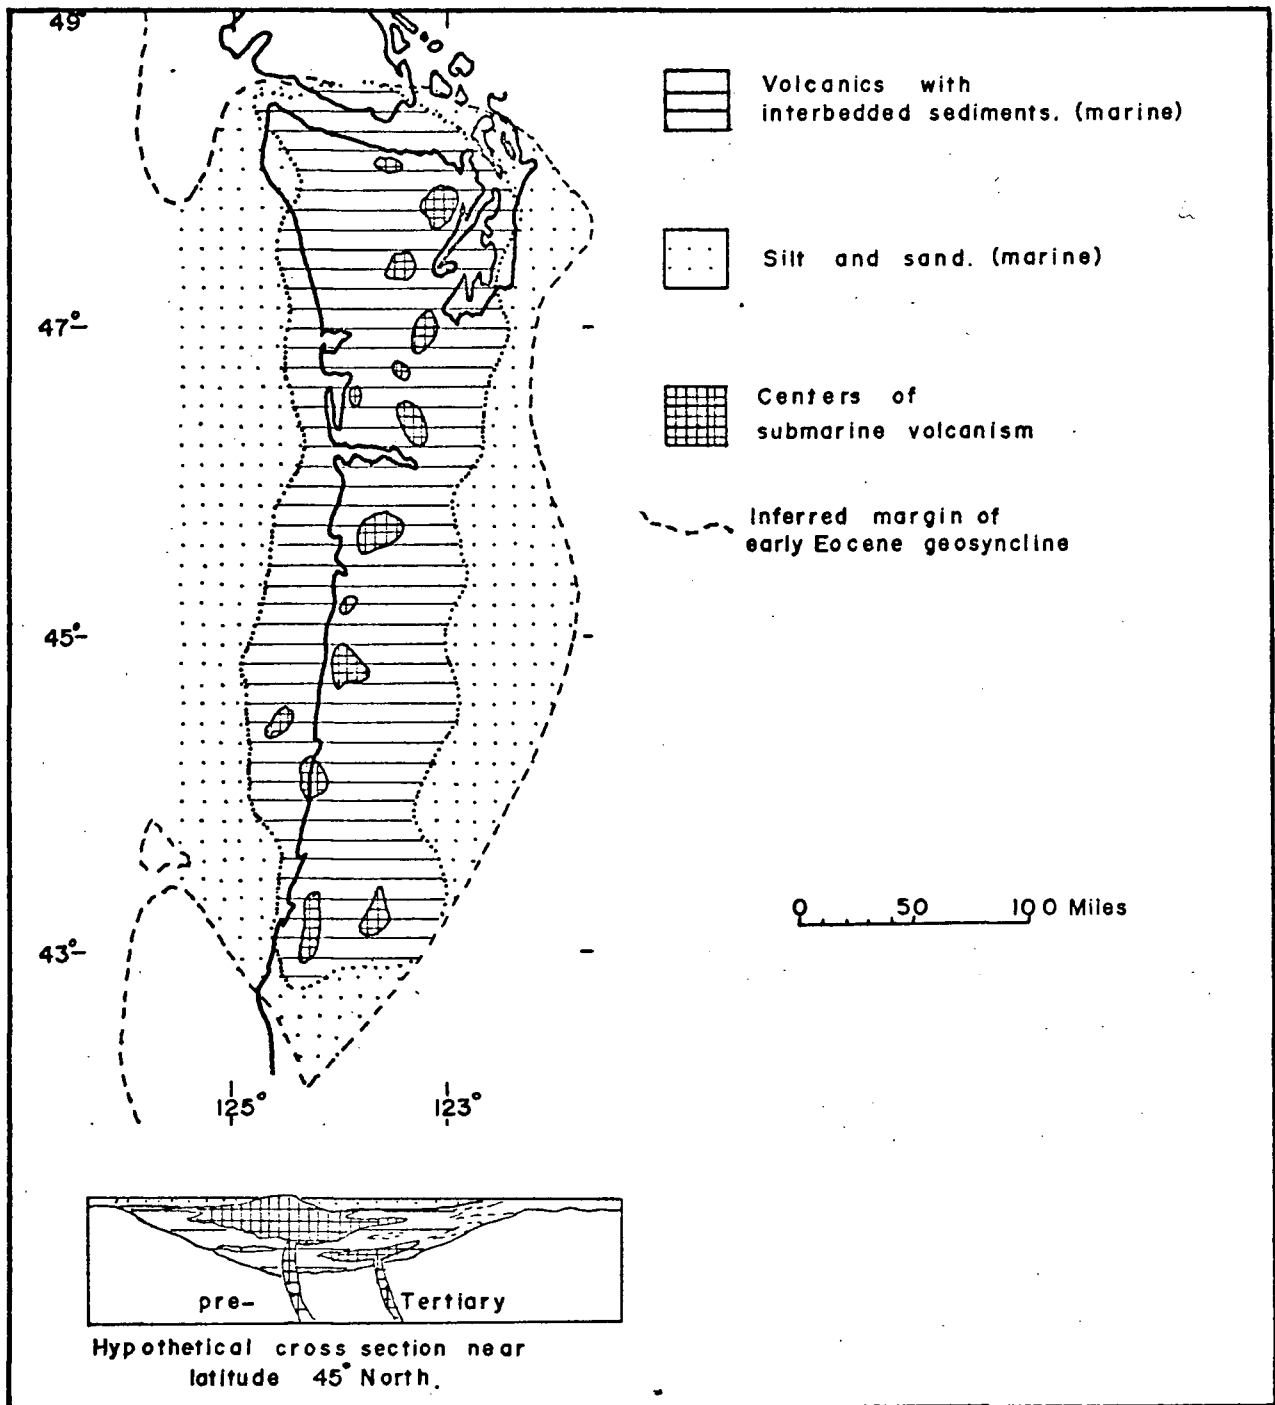 49°
Volcanics with
interbedded sediments. (marine)
Silt and sand. (marine)
47°
Centers of
submarine volcanism
Inferred margin of
early Eocene geosyncline
45°
0 50 100 Miles
43°
125° 123°
pre- Tertiary
Hypothetical cross section near
latitude 45° North.